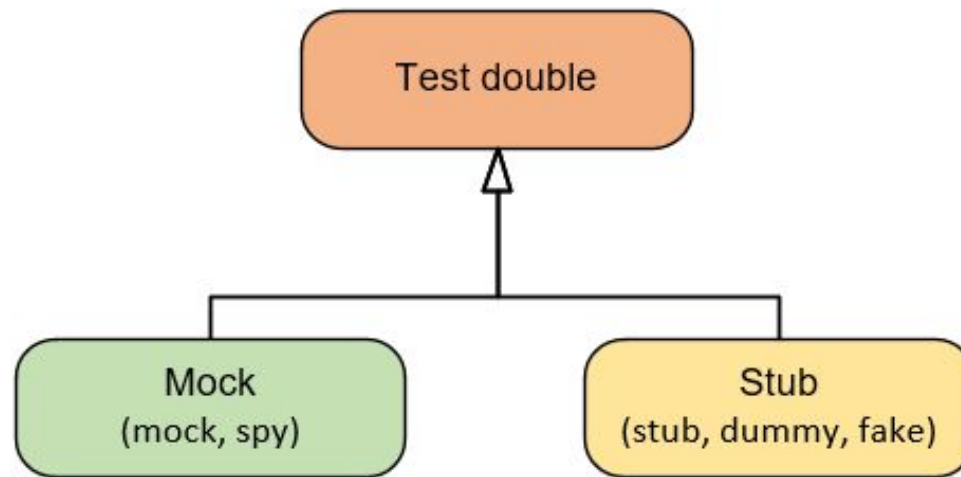 Test double
Mock
(mock, spy)
Stub
(stub, dummy, fake)